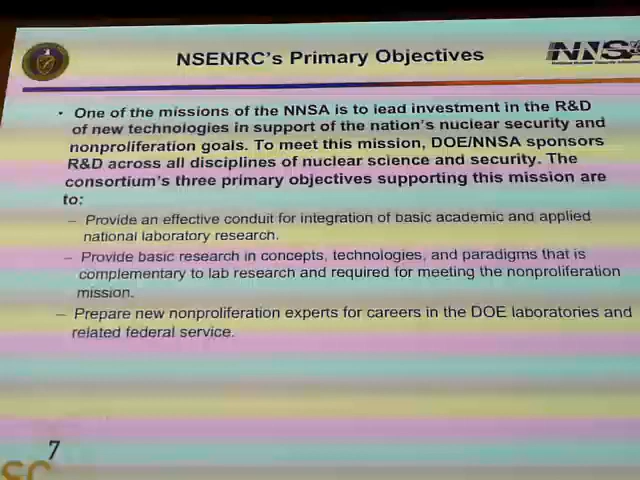 NSENRC's Primary Objectives
NNS
• One of the missions of the NNSA is to lead investment in the R&D
of new technologies in support of the nation's nuclear security and
nonproliferation goals. To meet this mission, DOE/NNSA sponsors
R&D across all disciplines of nuclear science and security. The
consortium's three primary objectives supporting this mission are
to:
– Provide an effective conduit for integration of basic academic and applied
national laboratory research.
– Provide basic research in concepts, technologies, and paradigms that is
complementary to lab research and required for meeting the nonproliferation
mission.
– Prepare new nonproliferation experts for careers in the DOE laboratories and
related federal service.
7